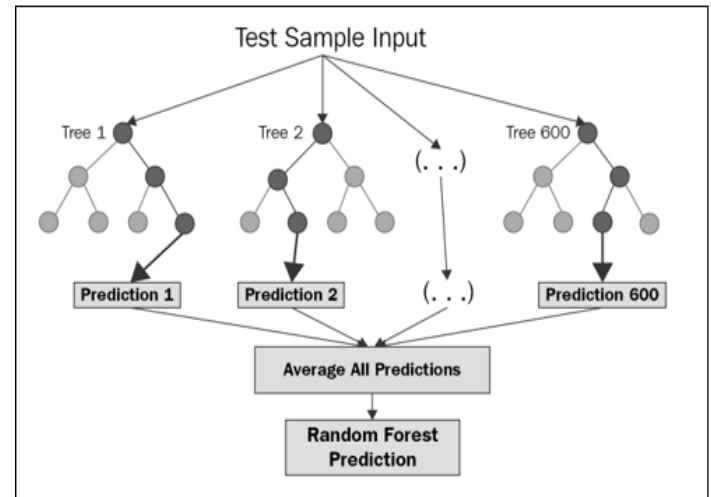 Test Sample Input
Tree 1
Tree 2
Tree 600
(. . .)
Prediction 1
Prediction 2
(. . .)
Prediction 600
Average All Predictions
Random Forest
Prediction